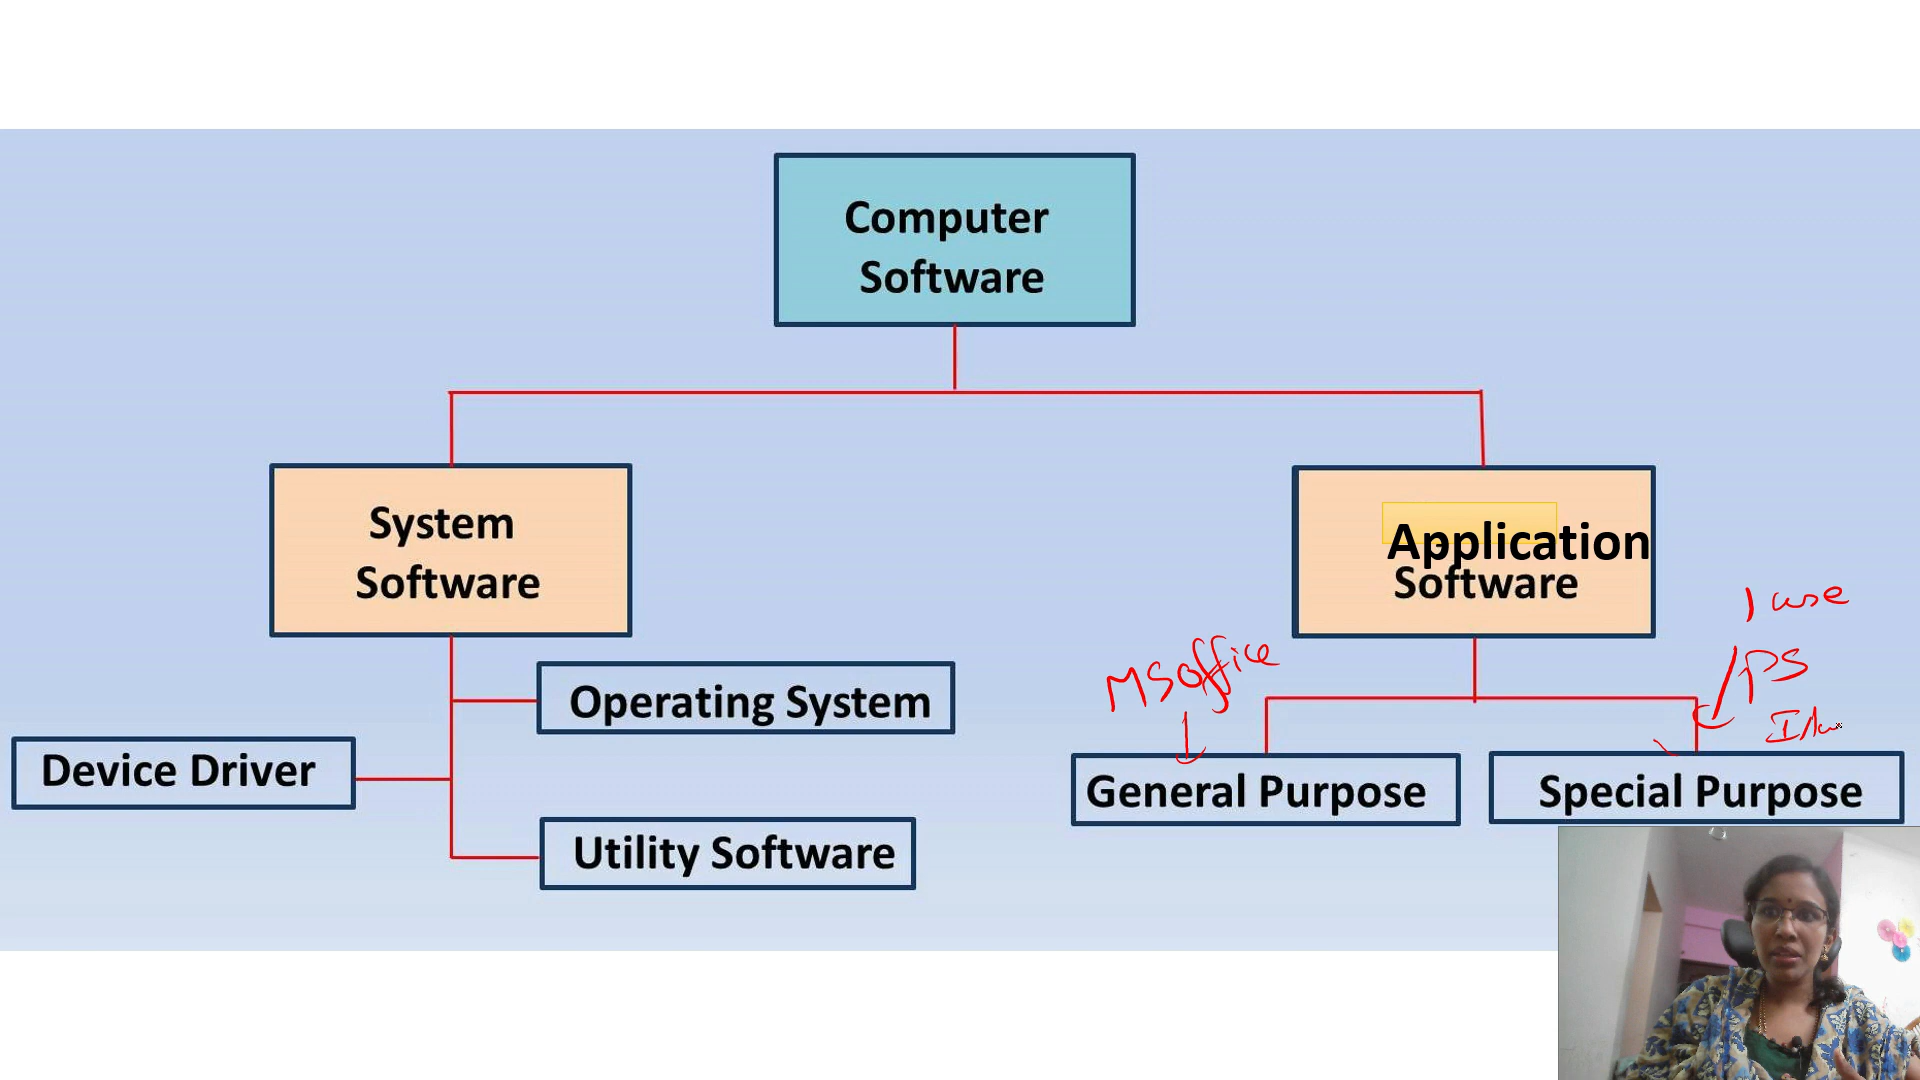 Computer
Software
System
Software
Application
Software
1 use
MSoffice
PS
Operating System
Device Driver
General Purpose
Special Purpose
Utility Software